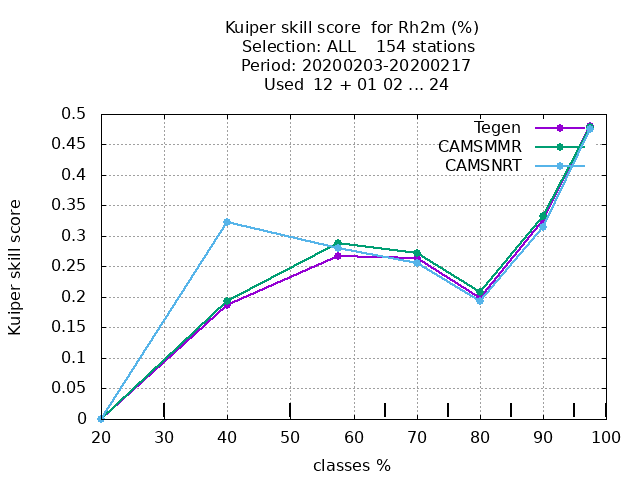 Kuiper skill score  for Rh2m (%)
Selection: ALL    154 stations
Period: 20200203-20200217
Used  12 + 01 02 ... 24
Kuiper skill score
0.5
0.45
0.4
0.35
0.3
0.25
0.2
0.15
0.1
0.05
0
Tegen
CAMSMMR
CAMSNRT
20 30 40 50 60 70 80 90 100
classes %